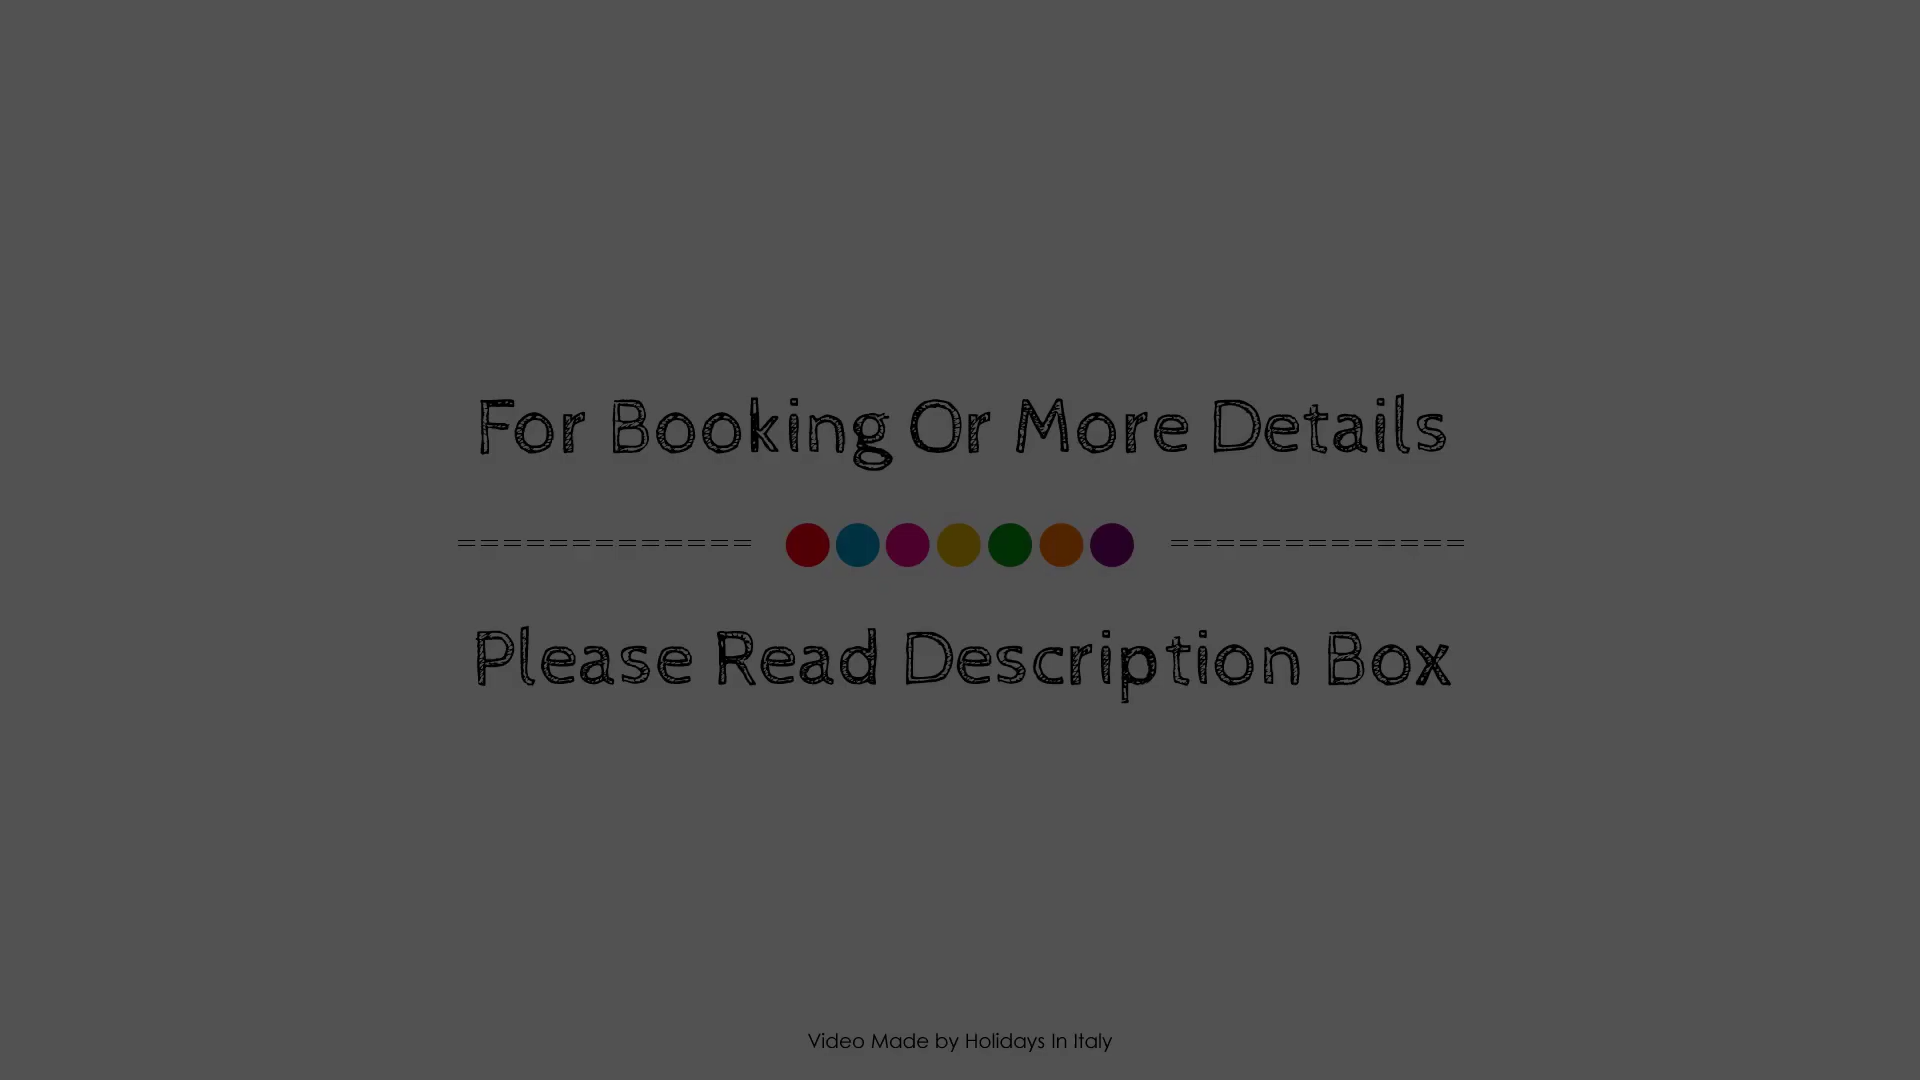 For Booking Or More Details
============= =============
Please Read Description Box
Video Made by Holidays In Italy